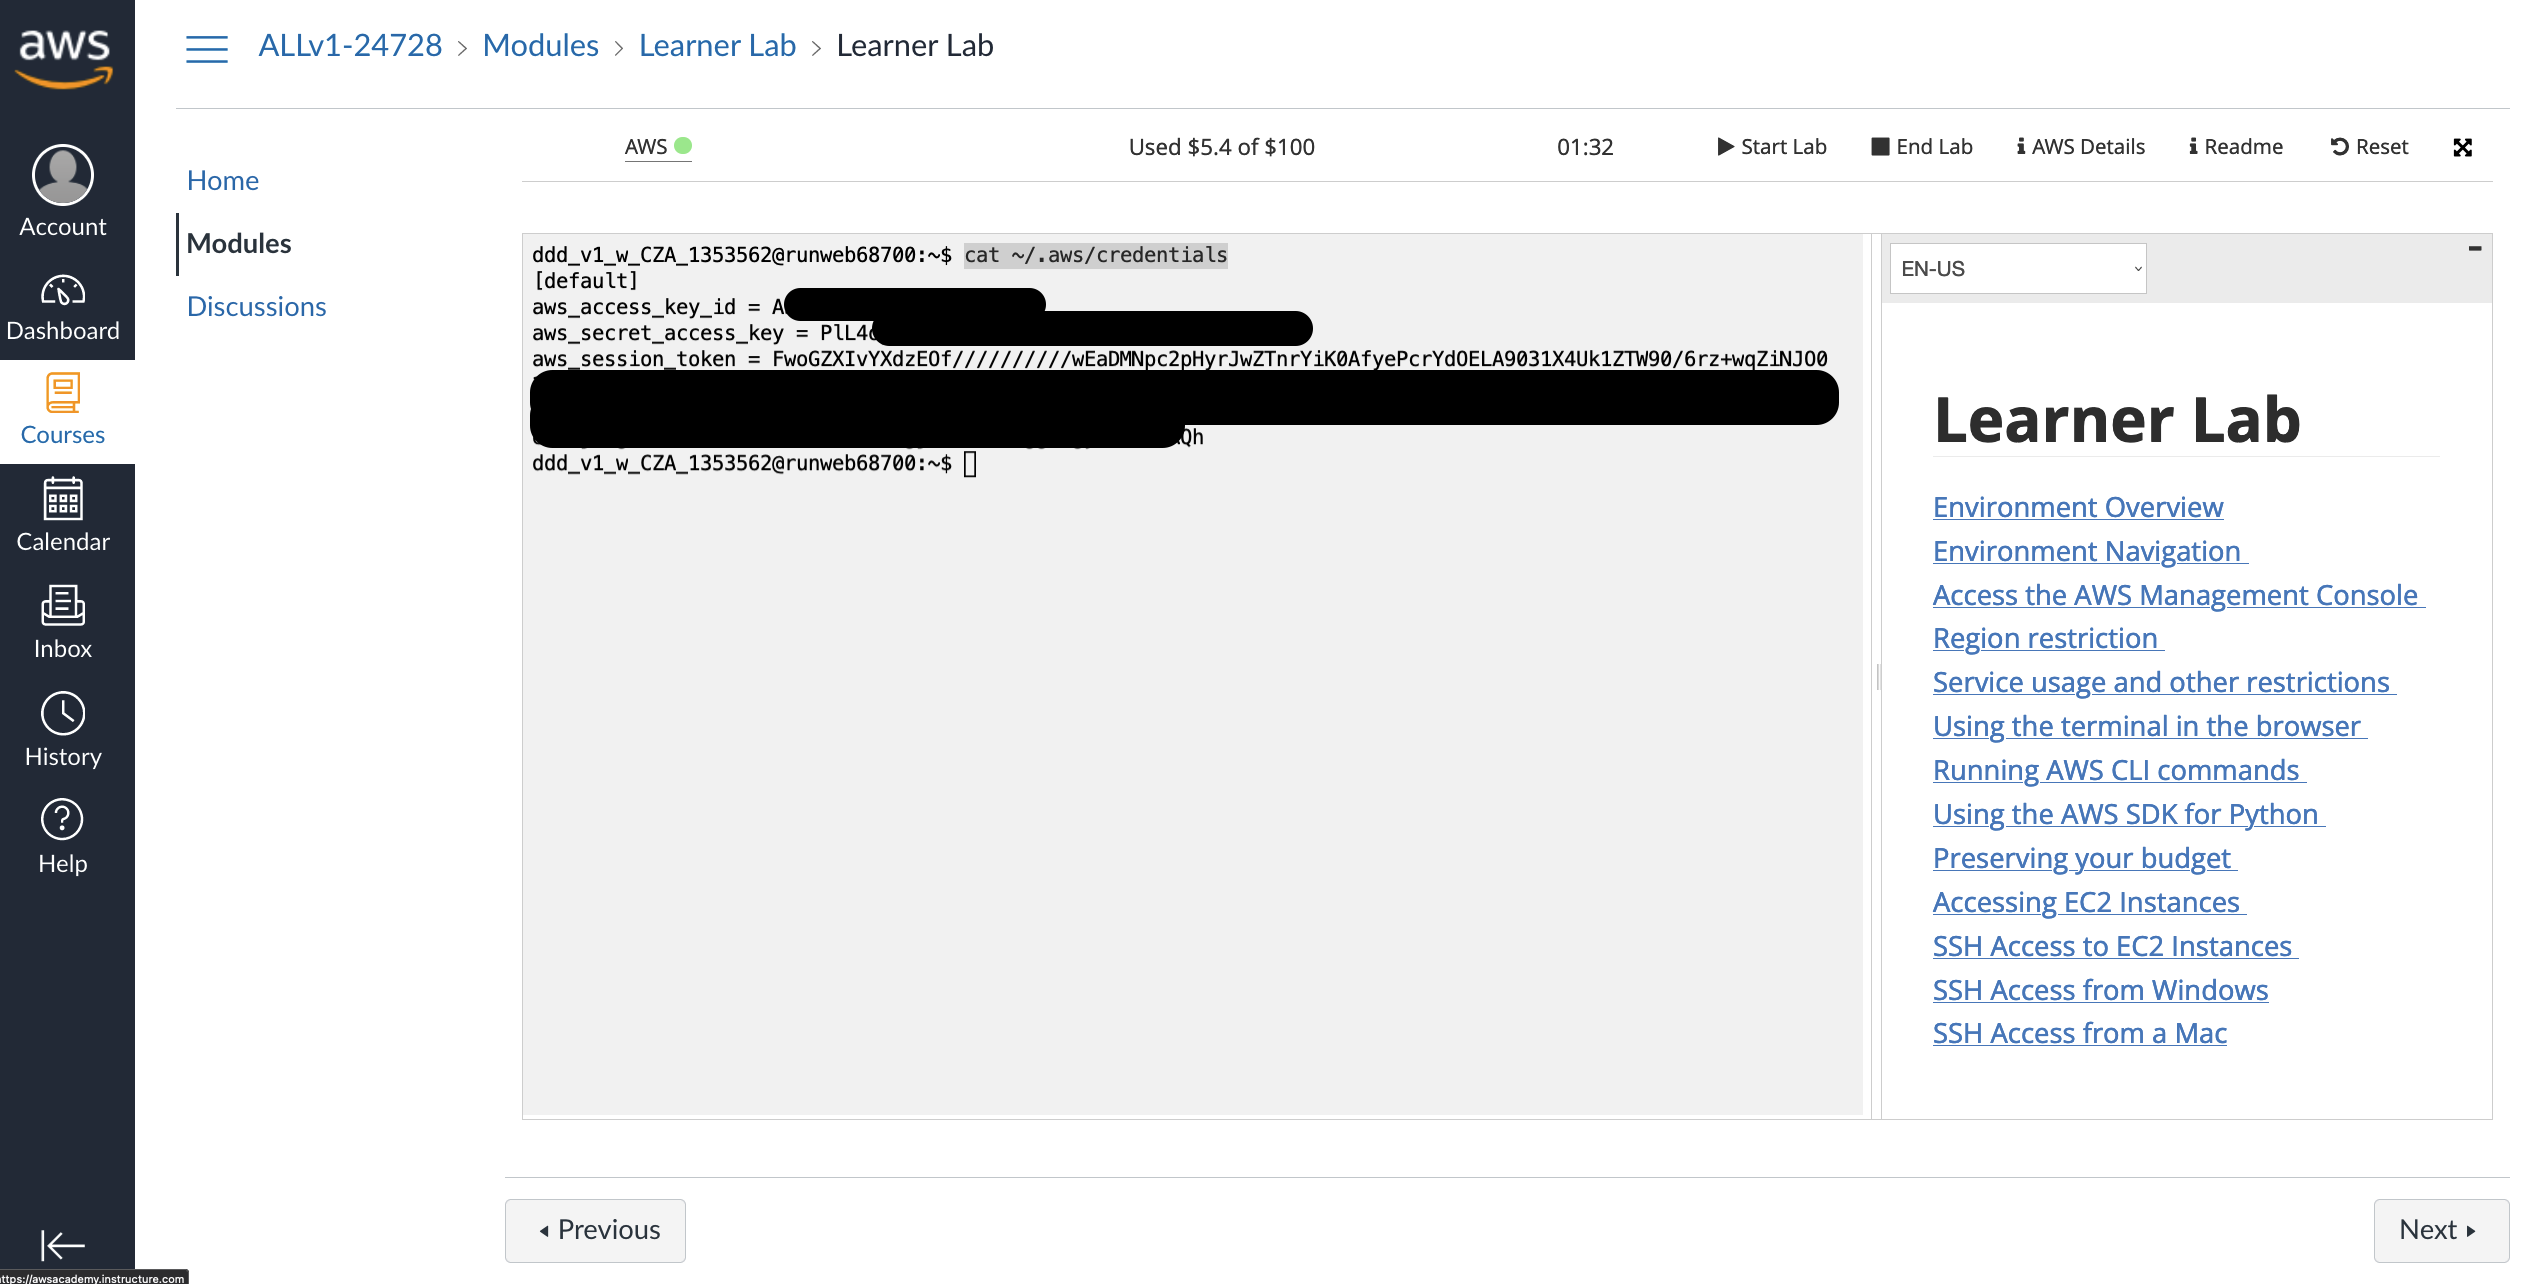 aws
ALLv1-24728 > Modules > Learner Lab > Learner Lab
Account
Dashboard
Courses
Calendar
Inbox
History
Help
Home
Modules
Discussions
AWS
Used $5.4 of $100
01:32
Start Lab
End Lab
AWS Details
Readme
Reset
ddd_v1_w_CZA_1353562@runweb68700:~$ cat ~/.aws/credentials
[default]
aws_access_key_id = A
aws_secret_access_key = PlL4
aws_session_token = FwoGZXIvYXdzEOf//////////wEaDMNpc2pHyrJwZTnrYiK0AfyePcrYdOELA9031X4Uk1ZTW90/6rz+wqZiNJO0
Qh
ddd_v1_w_CZA_1353562@runweb68700:~$
EN-US
Learner Lab
Environment Overview
Environment Navigation
Access the AWS Management Console
Region restriction
Service usage and other restrictions
Using the terminal in the browser
Running AWS CLI commands
Using the AWS SDK for Python
Preserving your budget
Accessing EC2 Instances
SSH Access to EC2 Instances
SSH Access from Windows
SSH Access from a Mac
Previous
Next
ttps://awsacademy.instructure.com